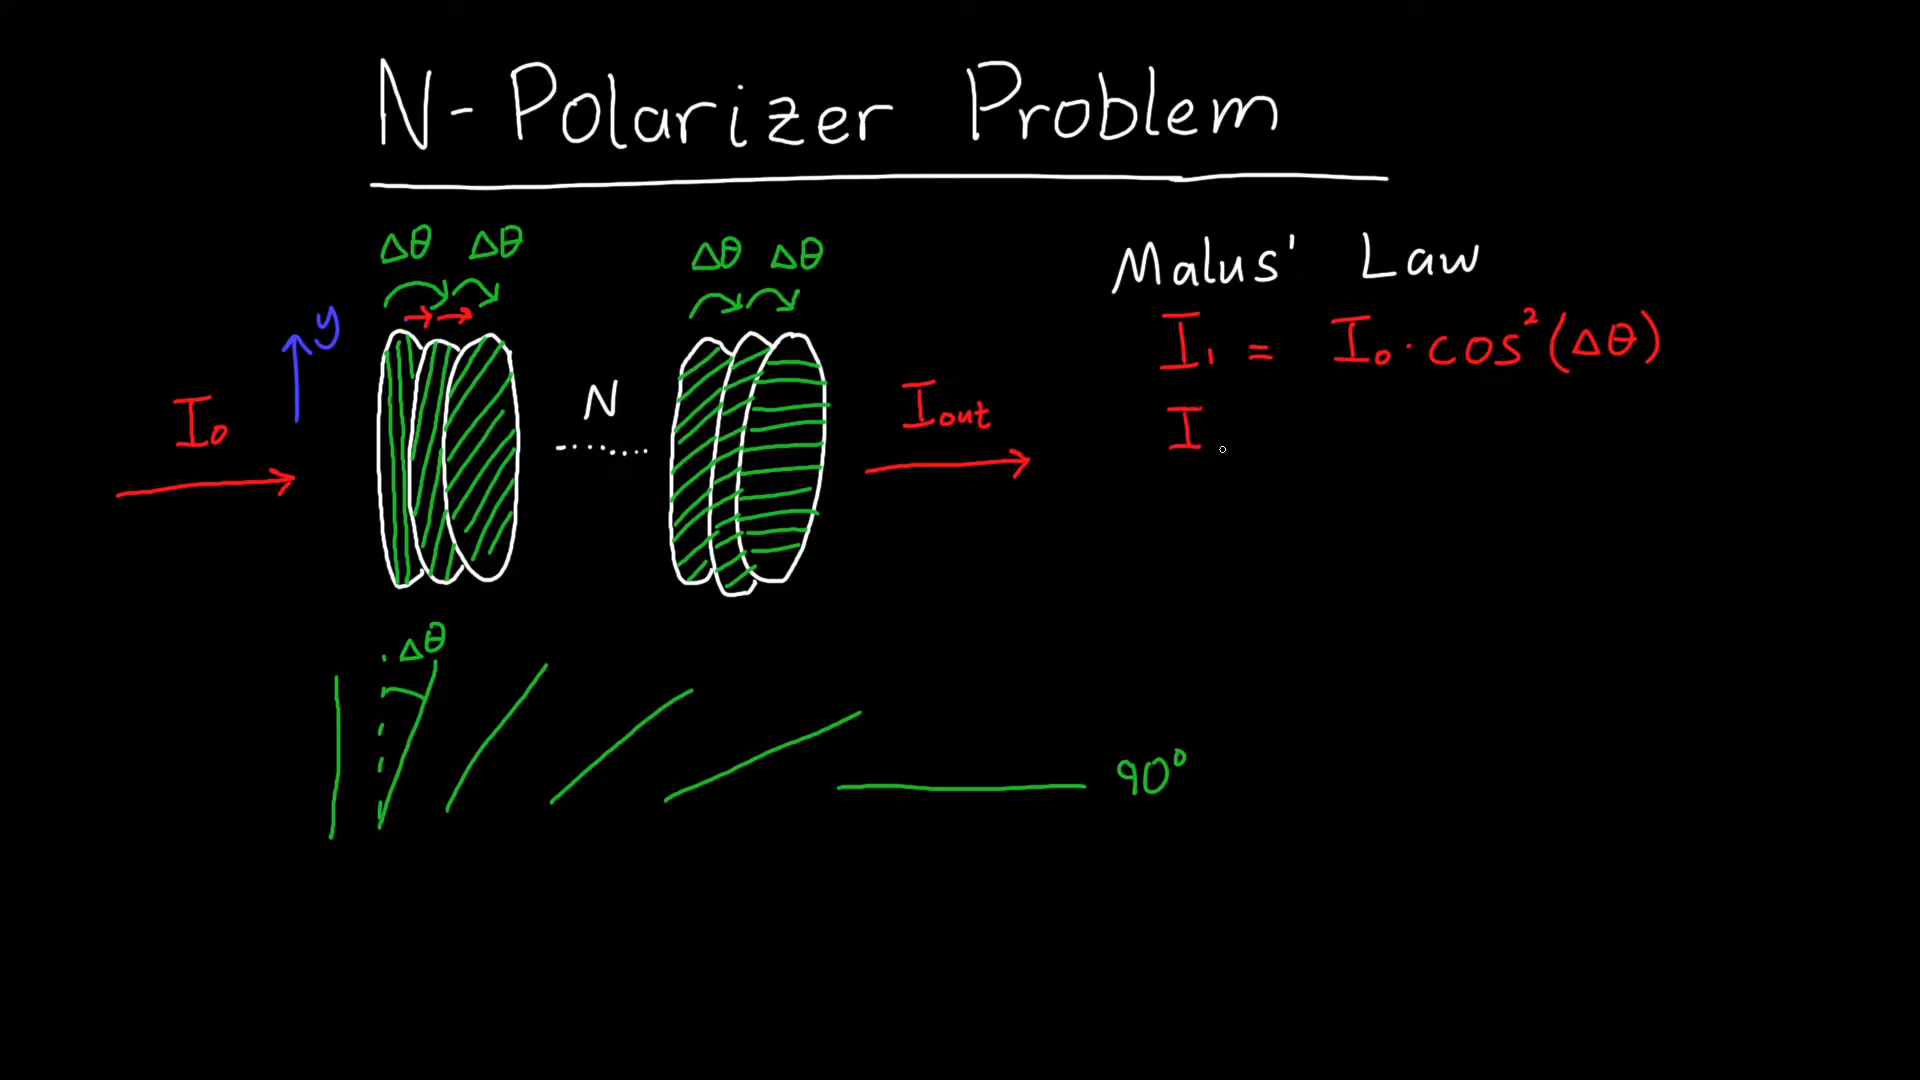 N-Polarizer Problem
Δθ Δθ
Δθ Δθ
Malus' Law
y
I₁ = I₀·cos²(Δθ)
I₀
N
Iout
I
Δθ
90°